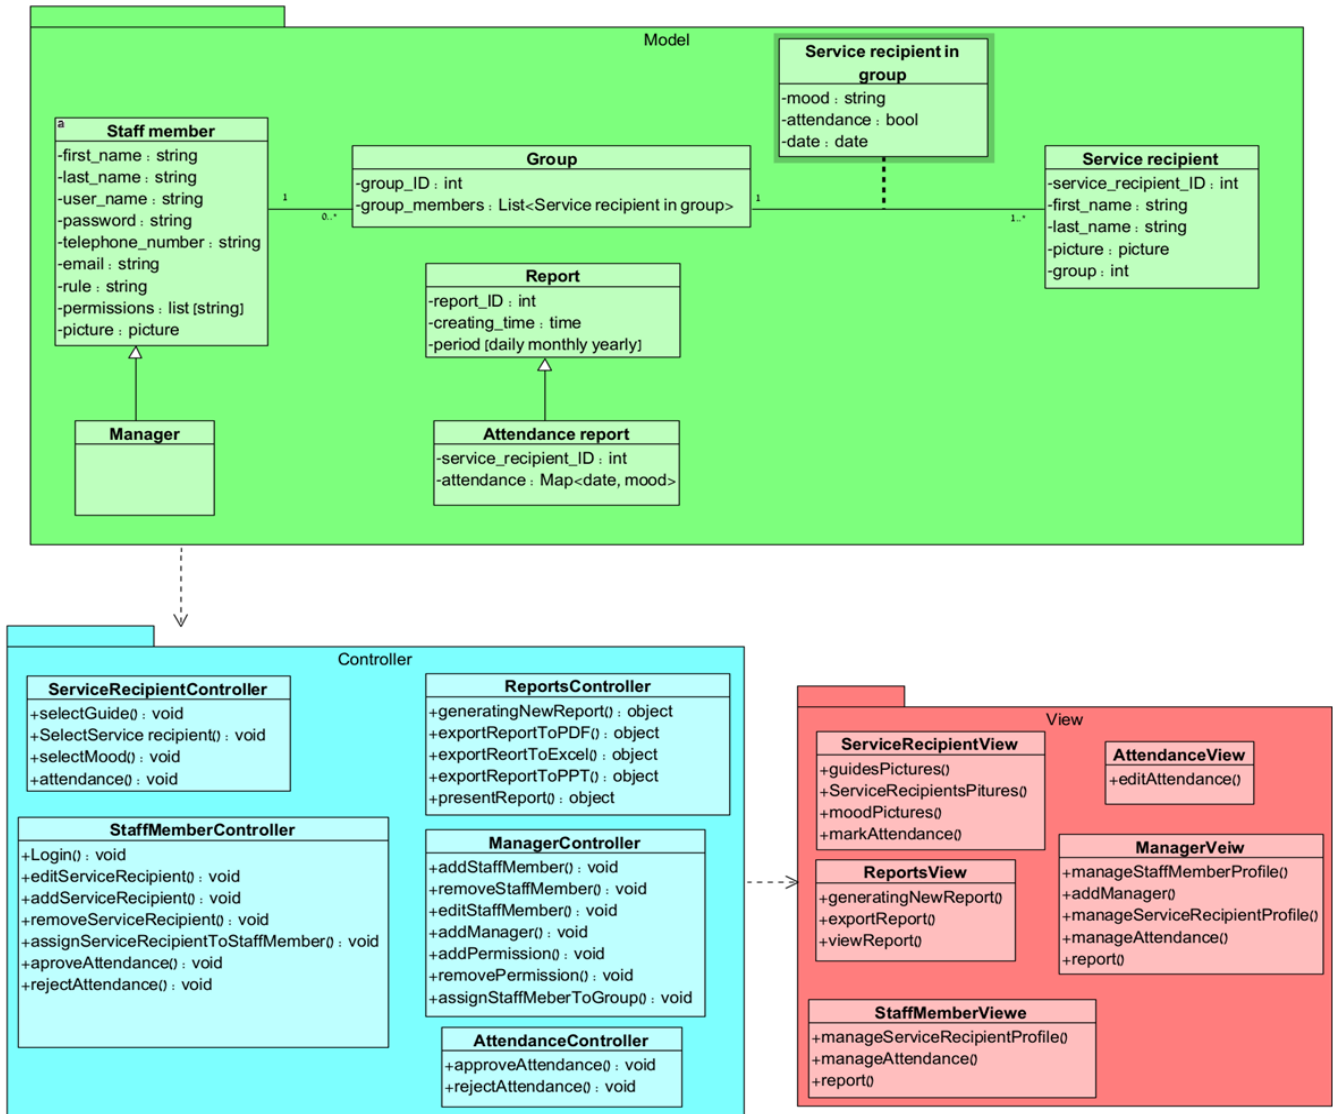 Model
Service recipient in
group
-mood : string
-attendance : bool
-date : date
a
Staff member
-first_name : string
-last_name : string
-user_name : string
-password : string
-telephone_number : string
-email : string
-rule : string
-permissions : list [string]
-picture : picture
1
0..*
Group
-group_ID : int
-group_members : List<Service recipient in group>
1
1..*
Service recipient
-service_recipient_ID : int
-first_name : string
-last_name : string
-picture : picture
-group : int
Report
-report_ID : int
-creating_time : time
-period [daily monthly yearly]
Manager
Attendance report
-service_recipient_ID : int
-attendance : Map<date, mood>
Controller
ServiceRecipientController
+selectGuide() : void
+SelectService recipient() : void
+selectMood() : void
+attendance() : void
ReportsController
+generatingNewReport() : object
+exportReportToPDF() : object
+exportReortToExcel() : object
+exportReportToPPT() : object
+presentReport() : object
StaffMemberController
+Login() : void
+editServiceRecipient() : void
+addServiceRecipient() : void
+removeServiceRecipient() : void
+assignServiceRecipientToStaffMember() : void
+aproveAttendance() : void
+rejectAttendance() : void
ManagerController
+addStaffMember() : void
+removeStaffMember() : void
+editStaffMember() : void
+addManager() : void
+addPermission() : void
+removePermission() : void
+assignStaffMeberToGroup() : void
AttendanceController
+approveAttendance() : void
+rejectAttendance() : void
View
ServiceRecipientView
+guidesPictures()
+ServiceRecipientsPitures()
+moodPictures()
+markAttendance()
AttendanceView
+editAttendance()
ReportsView
+generatingNewReport()
+exportReport()
+viewReport()
ManagerVeiw
+manageStaffMemberProfile()
+addManager()
+manageServiceRecipientProfile()
+manageAttendance()
+report()
StaffMemberViewe
+manageServiceRecipientProfile()
+manageAttendance()
+report()